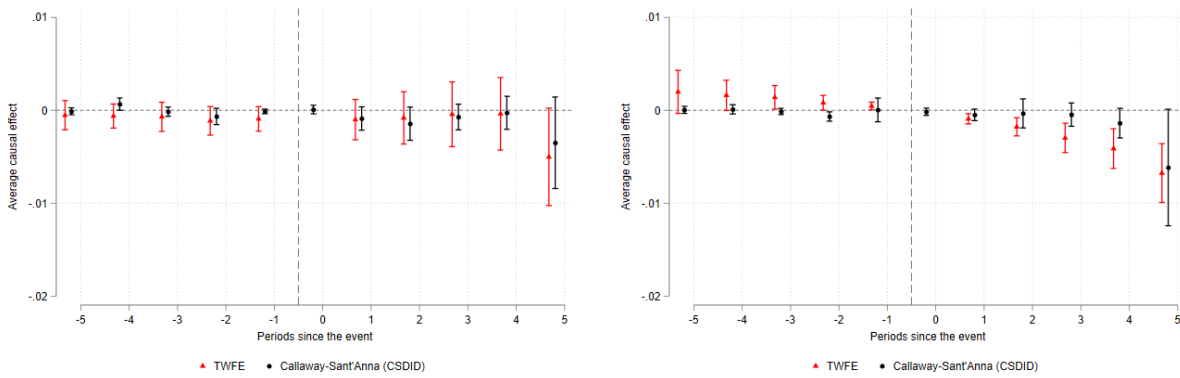 .01
0
-.01
-.02
Average causal effect
-5 -4 -3 -2 -1 0 1 2 3 4 5
Periods since the event
TWFE Callaway-Sant'Anna (CSDID)
.01
0
-.01
-.02
Average causal effect
-5 -4 -3 -2 -1 0 1 2 3 4 5
Periods since the event
TWFE Callaway-Sant'Anna (CSDID)